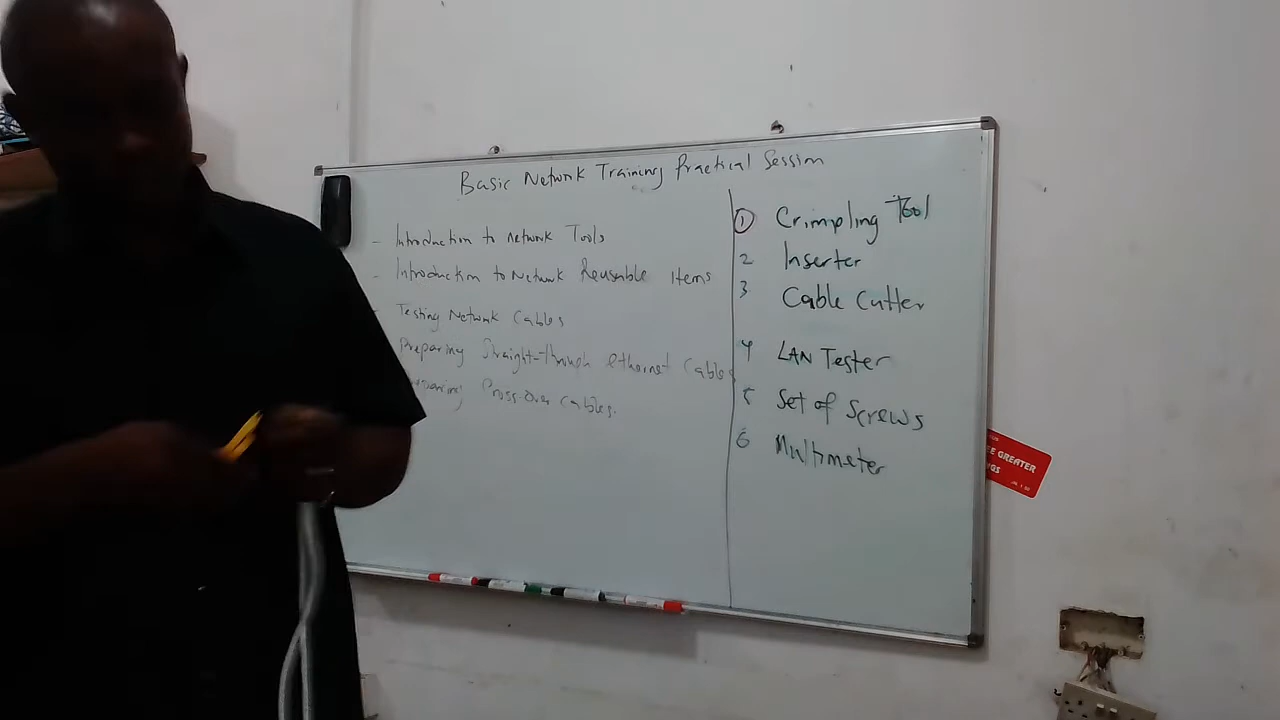 Basic Network Training Practical Session
- Introduction to network Tools
- Introduction to Network Reusable Items
- Testing Network Cables
Preparing Straight-through ethernet Cables
Cross-Over Cables.
1 Crimpling Tool
2 Inserter
3 Cable Cutter
4 LAN Tester
5 Set of Screws
6 Multimeter
GREATER